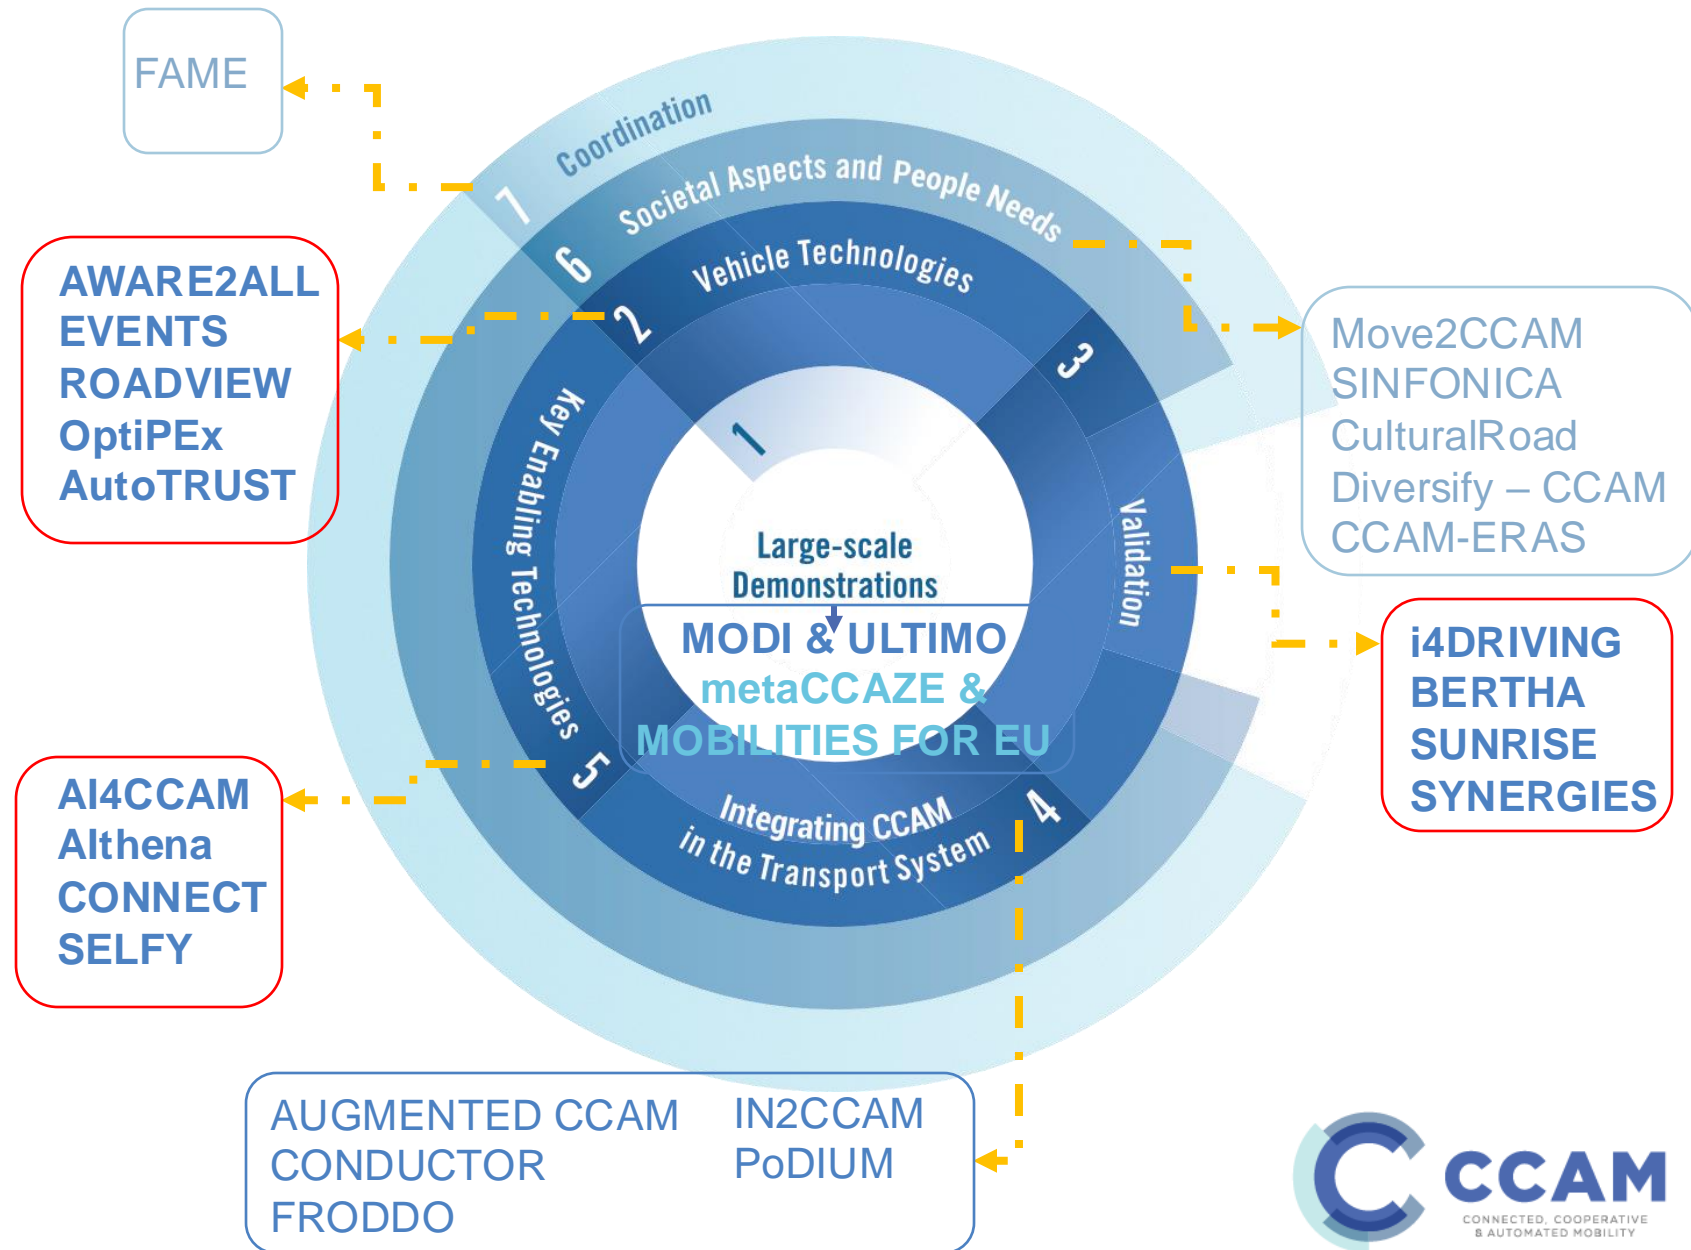 FAME
7
Coordination
6
Societal Aspects and People Needs
2
Vehicle Technologies
3
Validation
1
Large-scale
Demonstrations
MODI & ULTIMO
metaCCAZE &
MOBILITIES FOR EU
Key Enabling Technologies
5
4
Integrating CCAM
in the Transport System
AWARE2ALL
EVENTS
ROADVIEW
OptiPEx
AutoTRUST
Move2CCAM
SINFONICA
CulturalRoad
Diversify – CCAM
CCAM-ERAS
i4DRIVING
BERTHA
SUNRISE
SYNERGIES
AI4CCAM
AIthena
CONNECT
SELFY
AUGMENTED CCAM
CONDUCTOR
FRODDO
IN2CCAM
PoDIUM
CCAM
CONNECTED, COOPERATIVE
& AUTOMATED MOBILITY